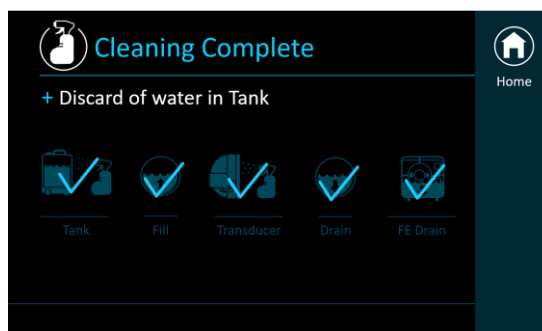 Cleaning Complete
Home
+ Discard of water in Tank
Tank
Fill
Transducer
Drain
FE Drain